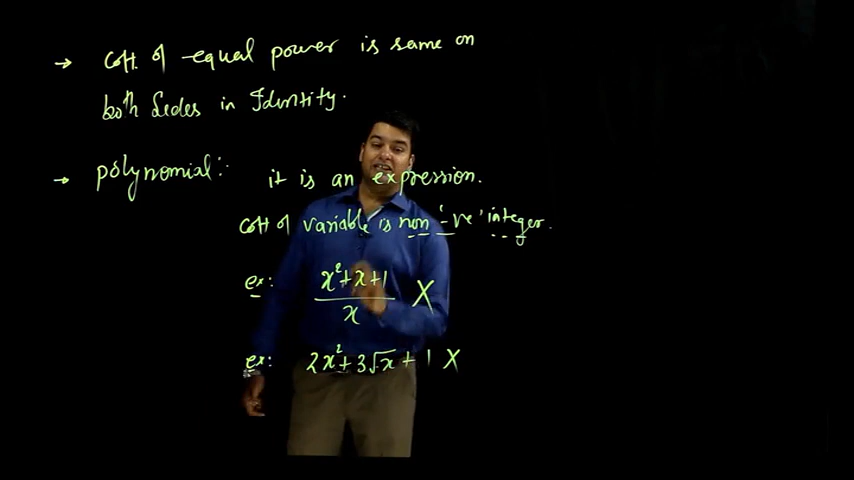 → Coff. of equal power is same on
both Sides in Identity.
→ polynomial:- it is an expression.
Coff of variable is non '-ve' integer.
ex: x²+x+1 / x X
ex: 2x²+3√x + 1 X